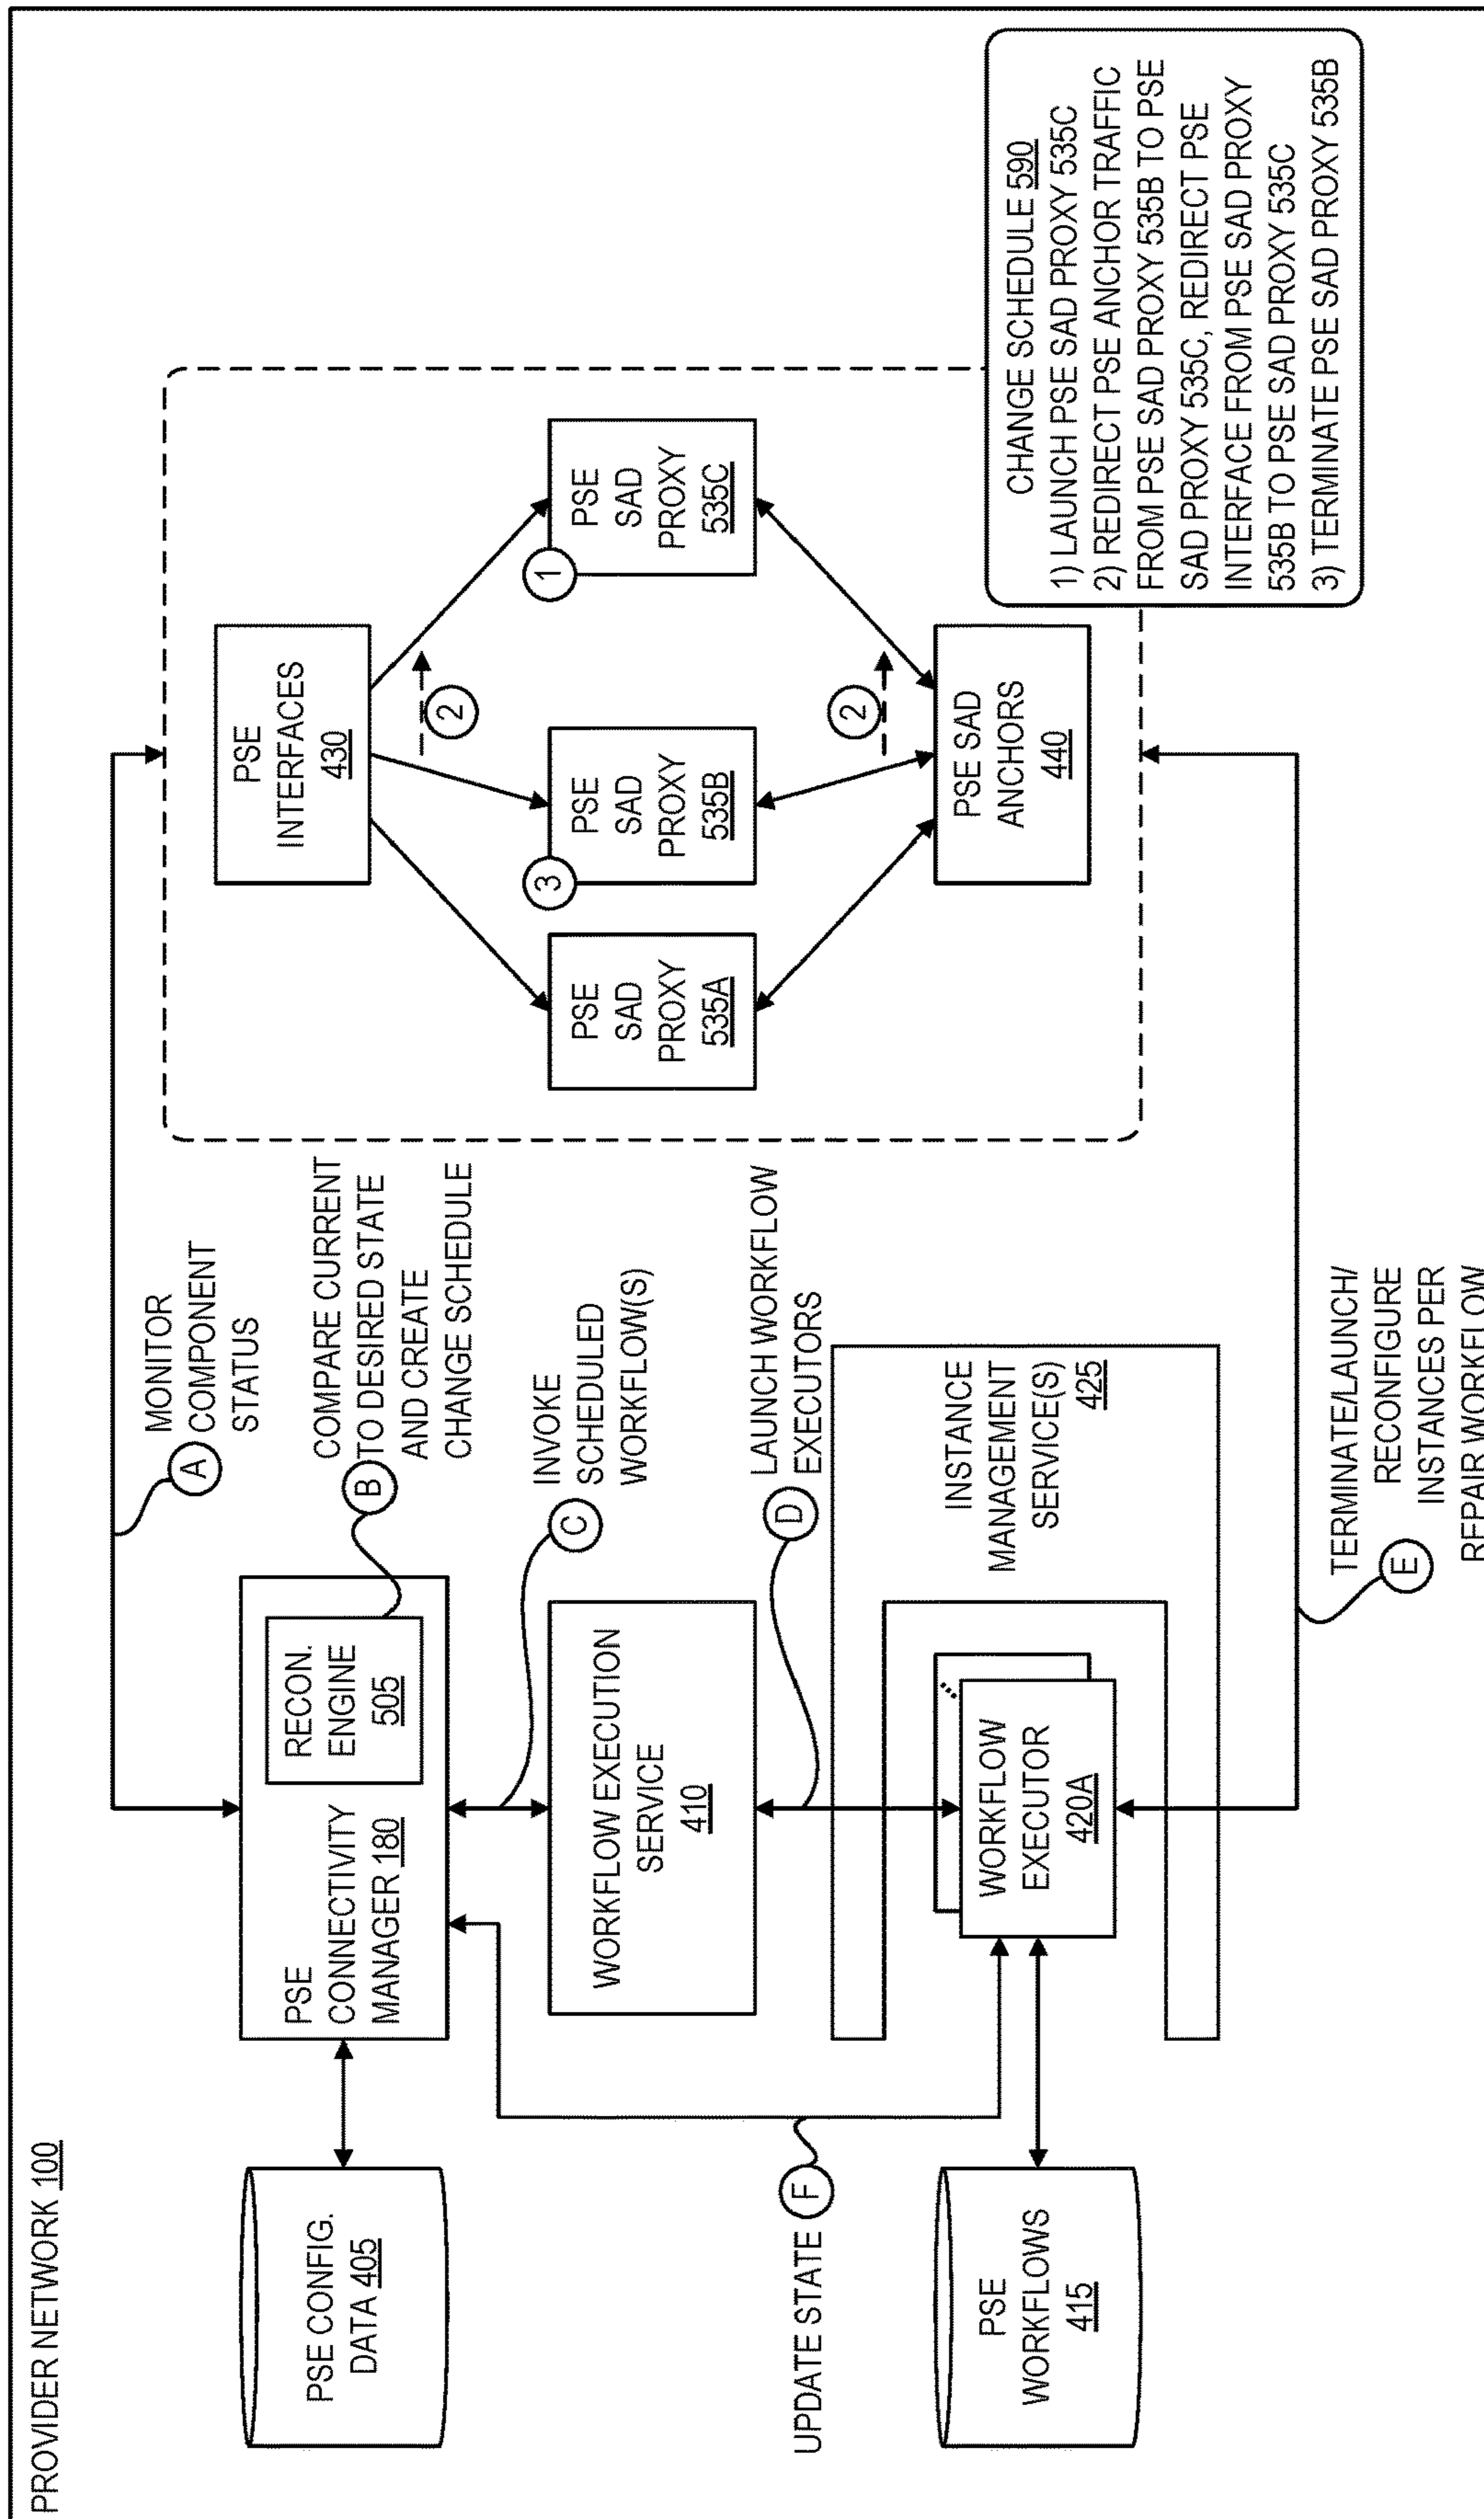 PROVIDER NETWORK 100
PSE CONFIG.
DATA 405
PSE
CONNECTIVITY
MANAGER 180
RECON.
ENGINE
505
A
MONITOR
COMPONENT
STATUS
B
COMPARE CURRENT
TO DESIRED STATE
AND CREATE
CHANGE SCHEDULE
C
INVOKE
SCHEDULED
WORKFLOW(S)
WORKFLOW EXECUTION
SERVICE
410
D
LAUNCH WORKFLOW
EXECUTORS
UPDATE STATE
F
PSE
WORKFLOWS
415
WORKFLOW
EXECUTOR
420A
INSTANCE
MANAGEMENT
SERVICE(S)
425
E
TERMINATE/LAUNCH/
RECONFIGURE
INSTANCES PER
REPAIR WORKFLOW
PSE
INTERFACES
430
2
PSE
SAD
PROXY
535A
3
PSE
SAD
PROXY
535B
1
PSE
SAD
PROXY
535C
2
PSE SAD
ANCHORS
440
CHANGE SCHEDULE 590
1) LAUNCH PSE SAD PROXY 535C
2) REDIRECT PSE ANCHOR TRAFFIC
FROM PSE SAD PROXY 535B TO PSE
SAD PROXY 535C, REDIRECT PSE
INTERFACE FROM PSE SAD PROXY
535B TO PSE SAD PROXY 535C
3) TERMINATE PSE SAD PROXY 535B